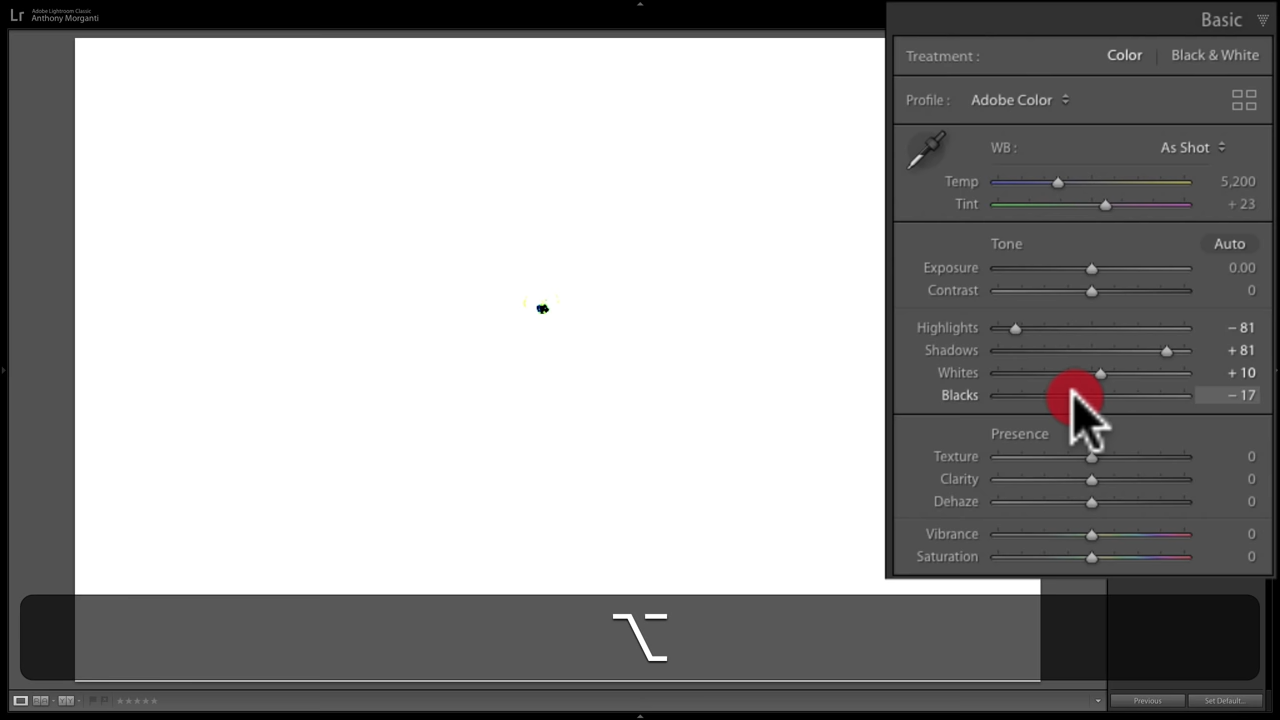 Lr
Adobe Lightroom Classic
Anthony Morganti
Basic
Treatment : Color | Black & White
Profile : Adobe Color
WB : As Shot
Temp 5,200
Tint + 23
Tone Auto
Exposure 0.00
Contrast 0
Highlights – 81
Shadows + 81
Whites + 10
Blacks – 17
Presence
Texture 0
Clarity 0
Dehaze 0
Vibrance 0
Saturation 0
⌥
Previous Set Default...